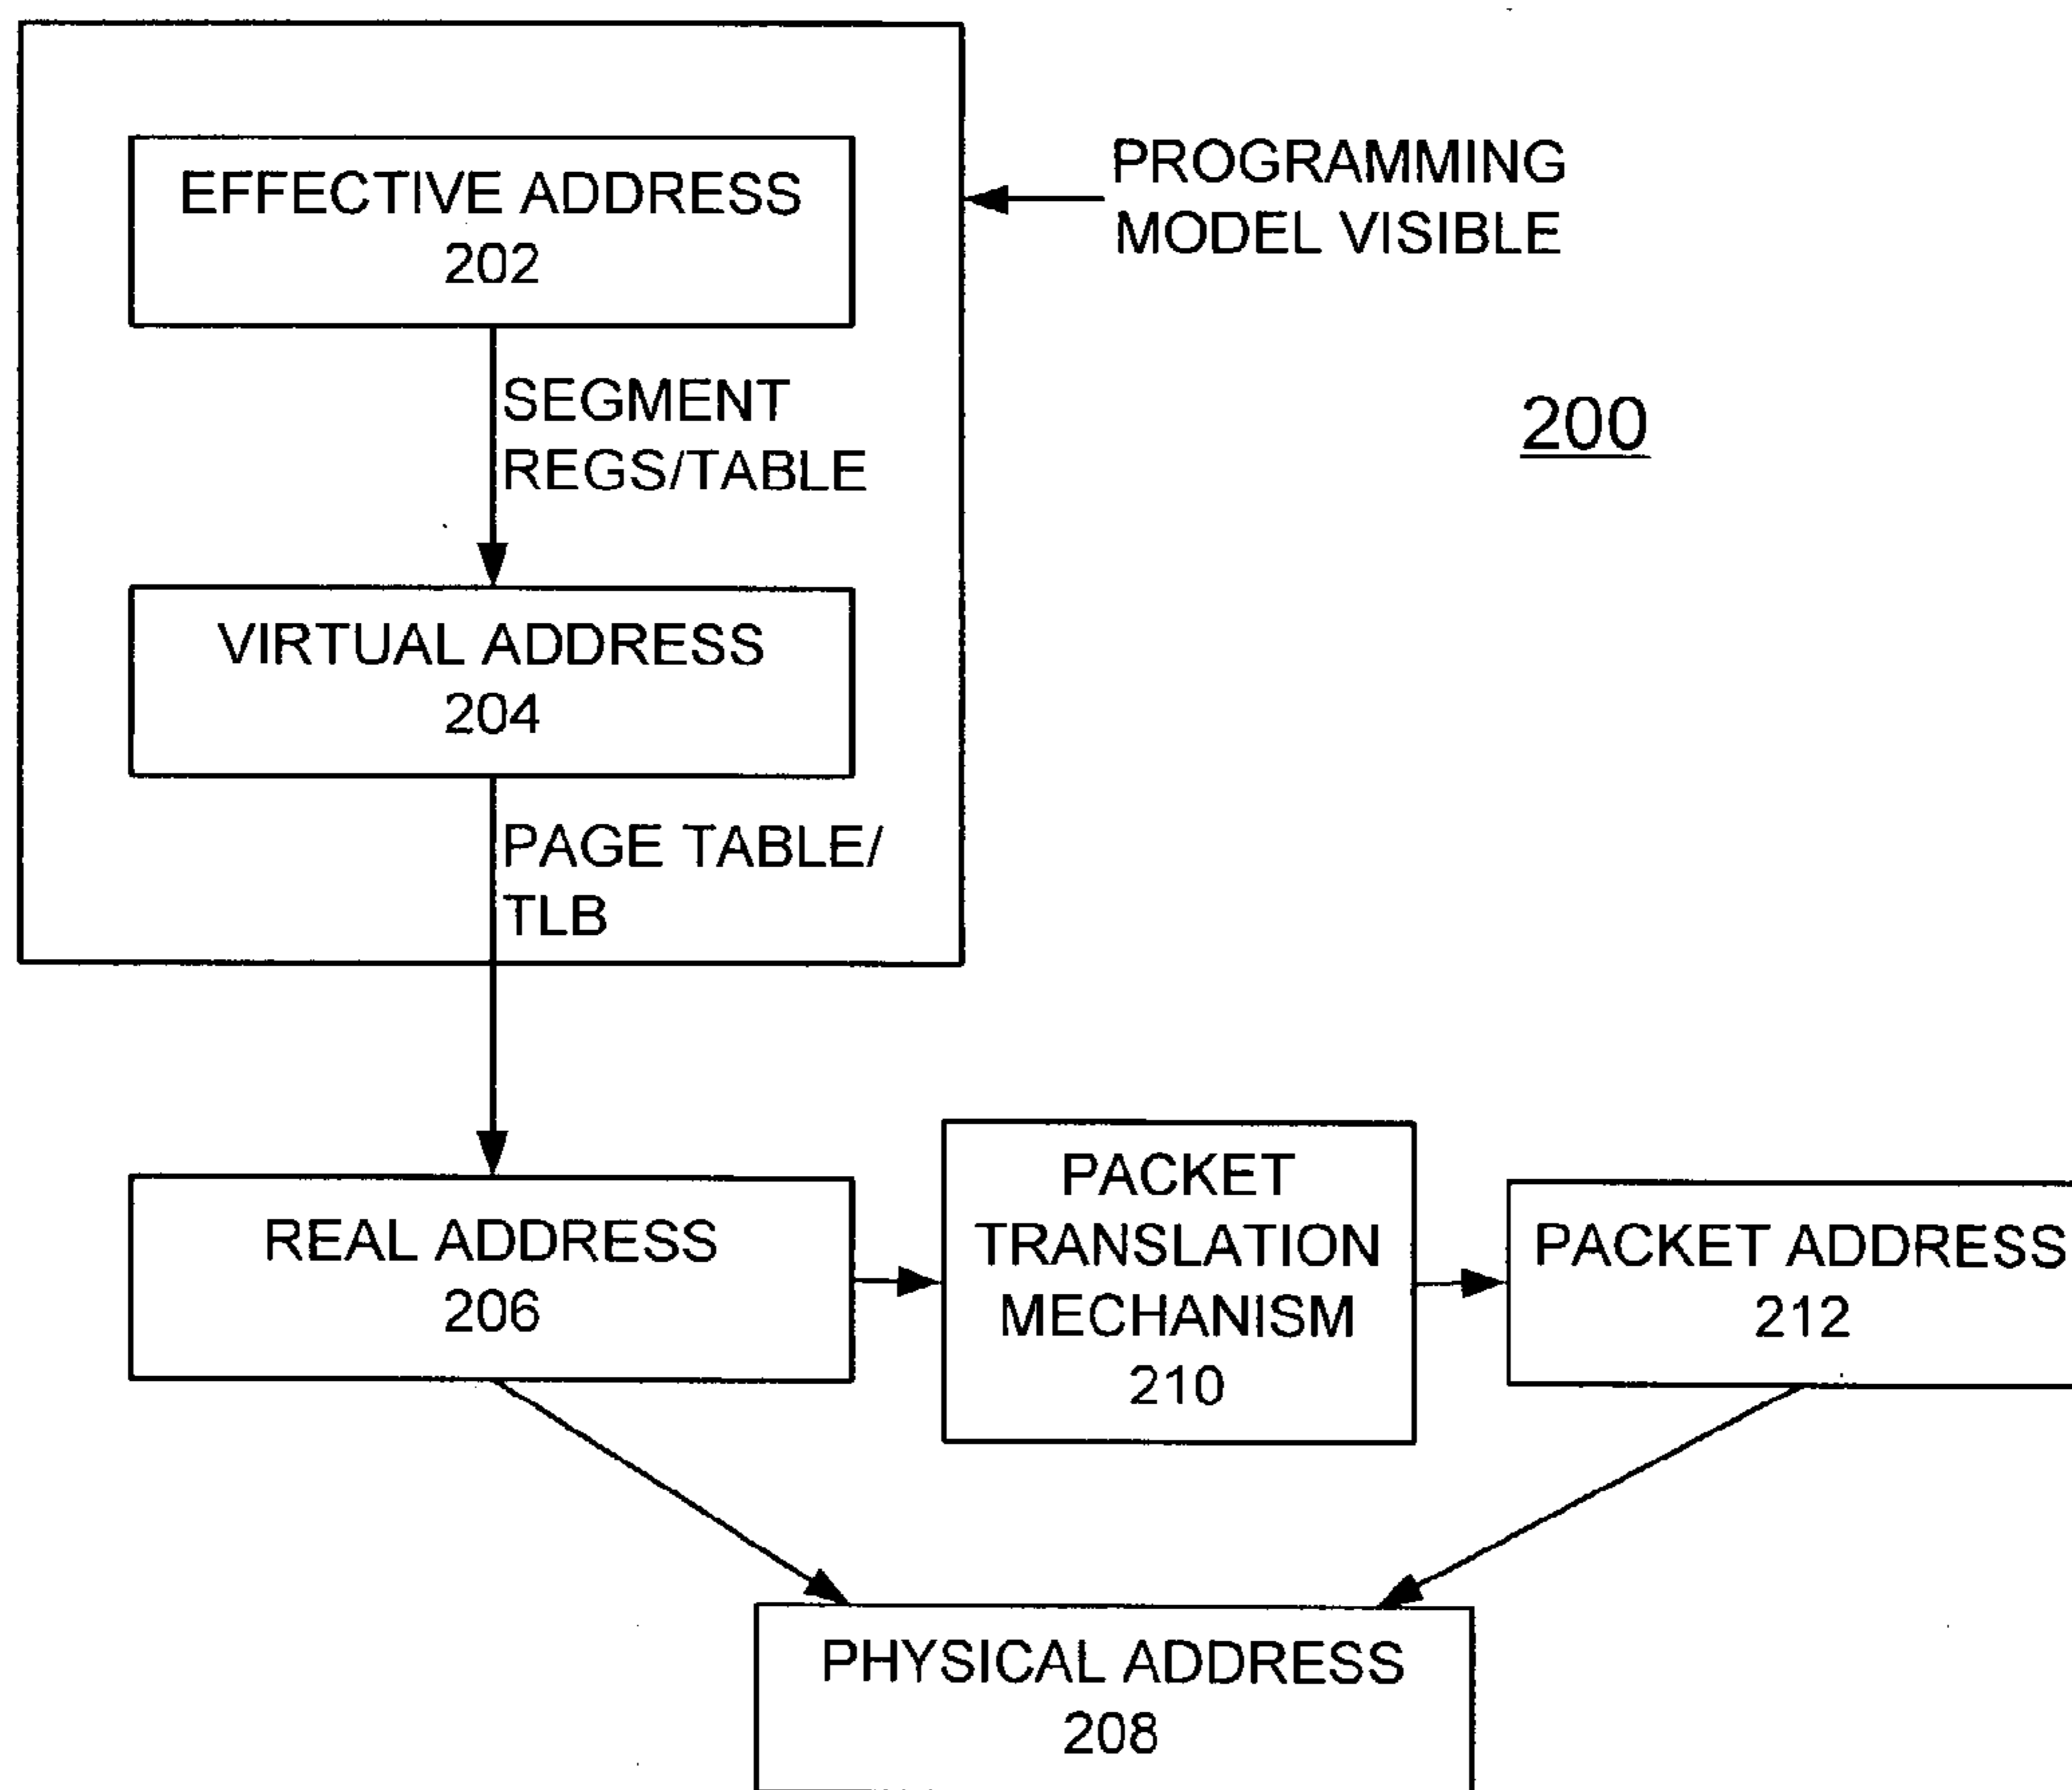 EFFECTIVE ADDRESS
202
PROGRAMMING
MODEL VISIBLE
SEGMENT
REGS/TABLE
200
VIRTUAL ADDRESS
204
PAGE TABLE/
TLB
REAL ADDRESS
206
PACKET
TRANSLATION
MECHANISM
210
PACKET ADDRESS
212
PHYSICAL ADDRESS
208